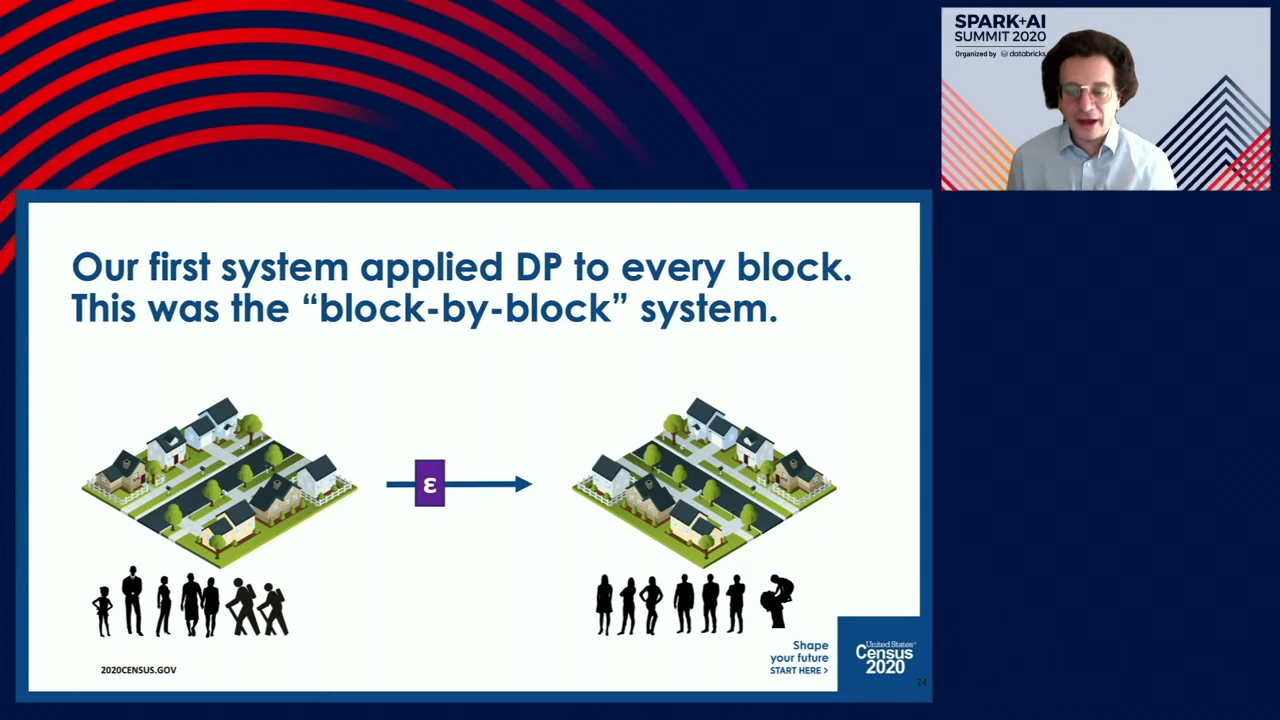 SPARK+AI
SUMMIT 2020
Organized by databricks
Our first system applied DP to every block.
This was the “block-by-block” system.
ε
Shape
your future
START HERE >
United States®
Census
2020
2020CENSUS.GOV
24